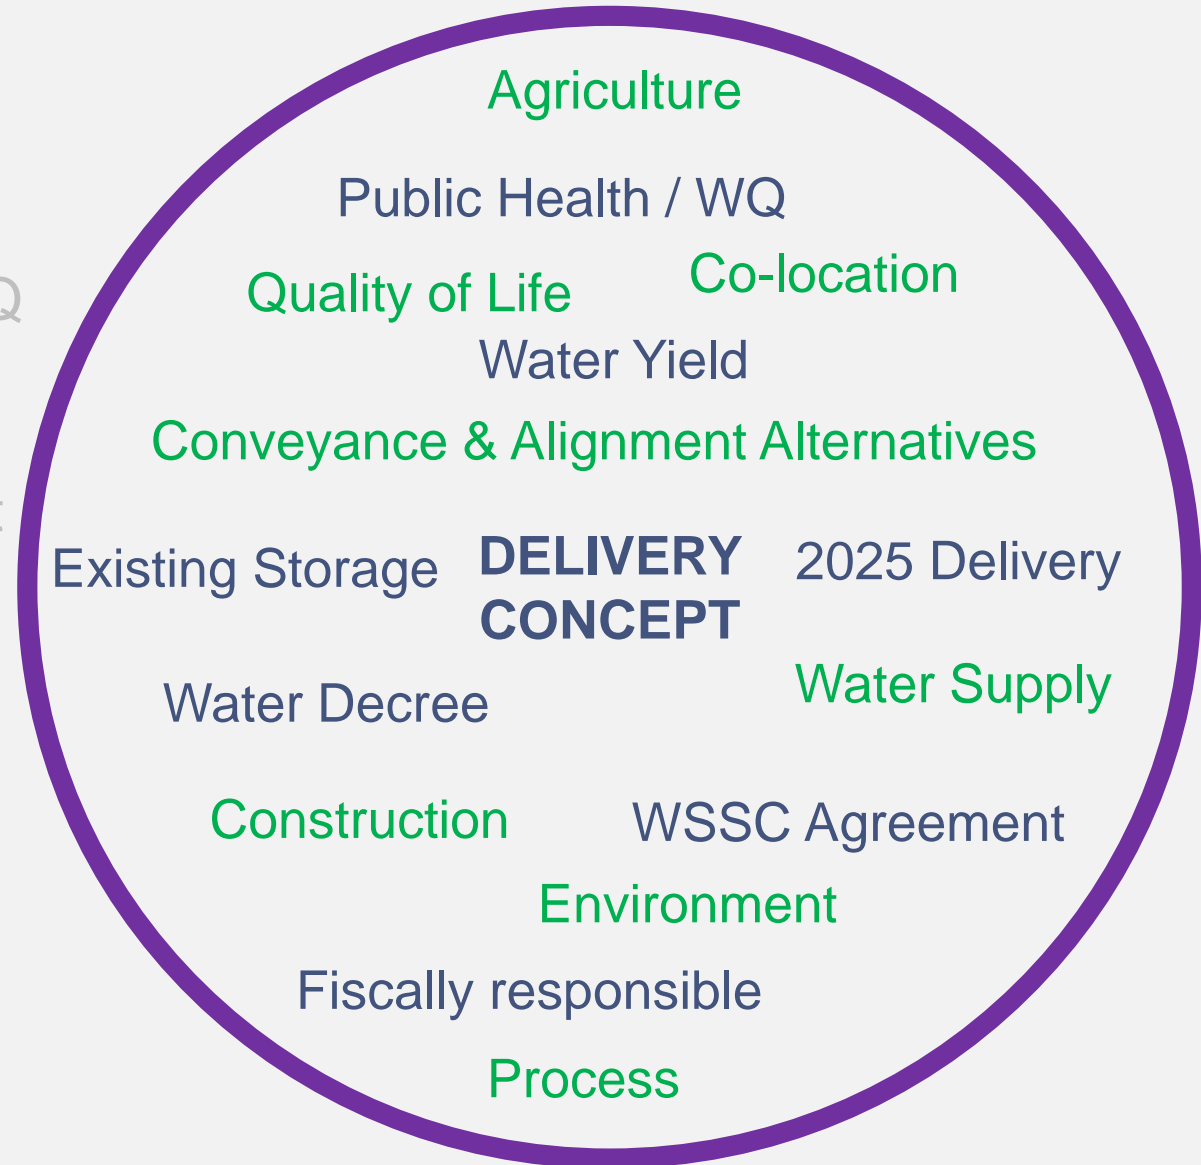 Agriculture
Public Health / WQ
Co-location
Quality of Life
Water Yield
Conveyance & Alignment Alternatives
Existing Storage
DELIVERY
CONCEPT
2025 Delivery
Water Supply
Water Decree
Construction
WSSC Agreement
Environment
Fiscally responsible
Process